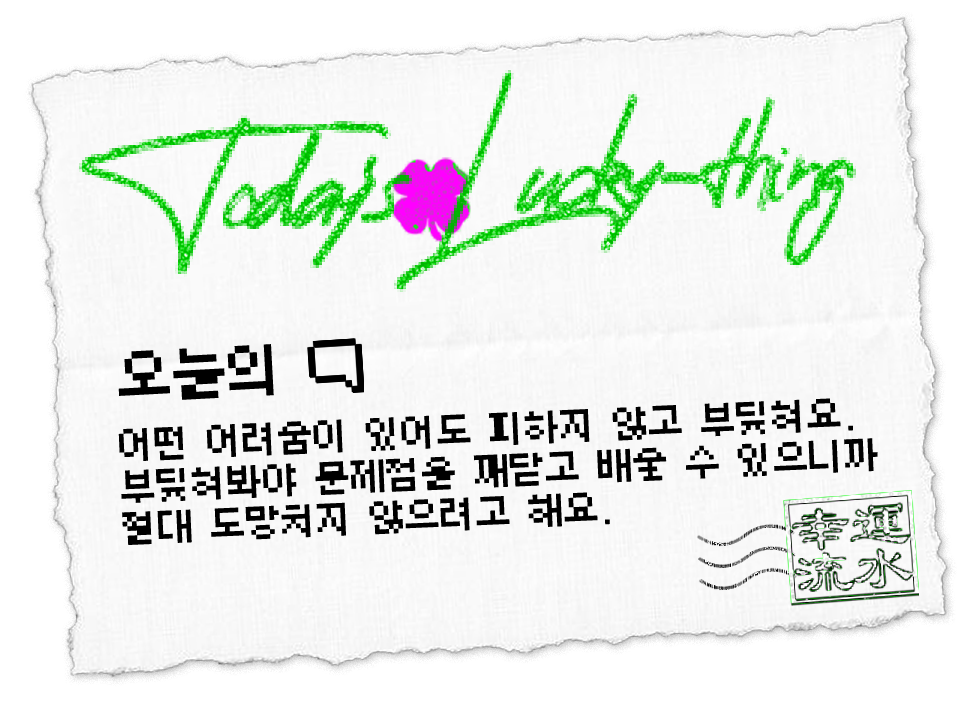 Today's Lucky-thing
오늘의
어떤 어려움이 있어도 피하지 않고 부딪혀요.
부딪혀봐야 문제점을 깨닫고 배울 수 있으니까
절대 도망치지 않으려고 해요.
幸運
流水